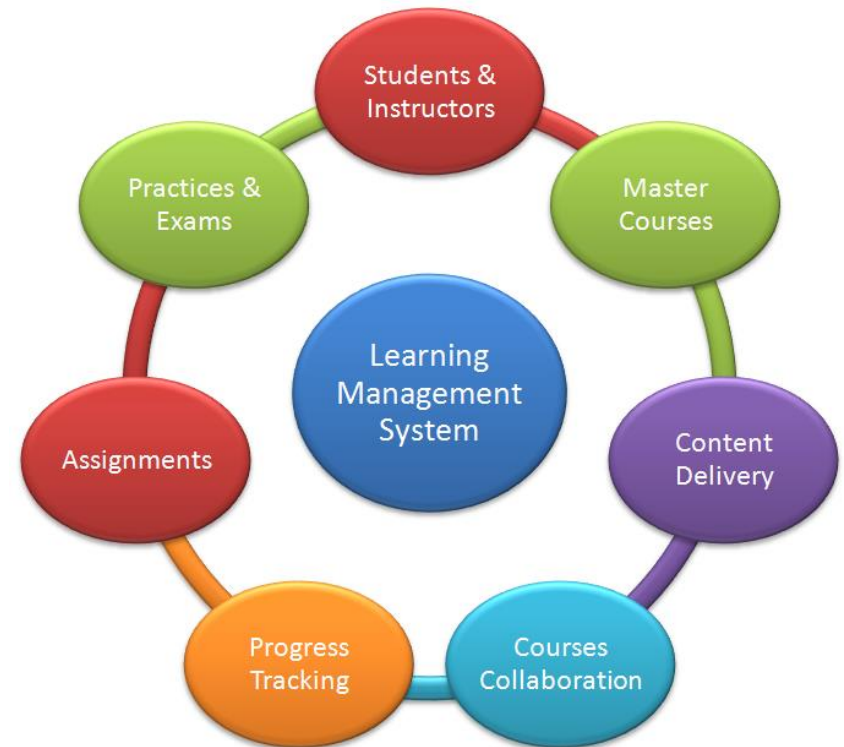 Students &
Instructors
Master
Courses
Content
Delivery
Courses
Collaboration
Progress
Tracking
Assignments
Practices &
Exams
Learning
Management
System